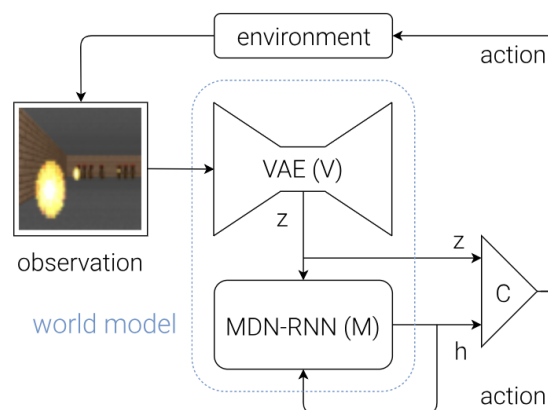 environment
action
VAE (V)
z
z
observation
C
world model
MDN-RNN (M)
h
action